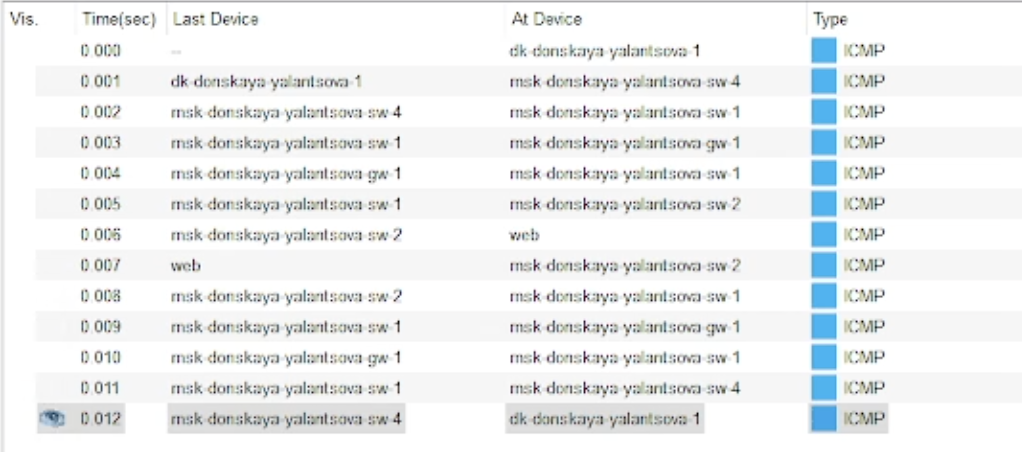 Vis. Time(sec) Last Device At Device Type
0.000 -- dk-donskaya-yalantsova-1 ICMP
0.001 dk-donskaya-yalantsova-1 msk-donskaya-yalantsova-sw-4 ICMP
0.002 msk-donskaya-yalantsova-sw-4 msk-donskaya-yalantsova-sw-1 ICMP
0.003 msk-donskaya-yalantsova-sw-1 msk-donskaya-yalantsova-gw-1 ICMP
0.004 msk-donskaya-yalantsova-gw-1 msk-donskaya-yalantsova-sw-1 ICMP
0.005 msk-donskaya-yalantsova-sw-1 msk-donskaya-yalantsova-sw-2 ICMP
0.006 msk-donskaya-yalantsova-sw-2 web ICMP
0.007 web msk-donskaya-yalantsova-sw-2 ICMP
0.008 msk-donskaya-yalantsova-sw-2 msk-donskaya-yalantsova-sw-1 ICMP
0.009 msk-donskaya-yalantsova-sw-1 msk-donskaya-yalantsova-gw-1 ICMP
0.010 msk-donskaya-yalantsova-gw-1 msk-donskaya-yalantsova-sw-1 ICMP
0.011 msk-donskaya-yalantsova-sw-1 msk-donskaya-yalantsova-sw-4 ICMP
0.012 msk-donskaya-yalantsova-sw-4 dk-donskaya-yalantsova-1 ICMP